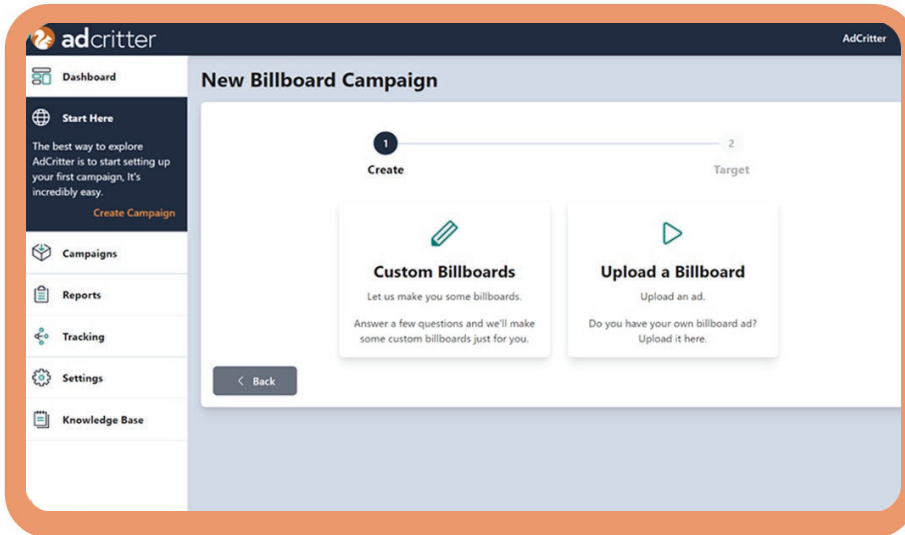 adcritter
AdCritter
Dashboard
Start Here
The best way to explore
AdCritter is to start setting up
your first campaign, It's
incredibly easy.
Create Campaign
Campaigns
Reports
Tracking
Settings
Knowledge Base
New Billboard Campaign
1
2
Create
Target
Custom Billboards
Let us make you some billboards.
Answer a few questions and we'll make
some custom billboards just for you.
Upload a Billboard
Upload an ad.
Do you have your own billboard ad?
Upload it here.
< Back